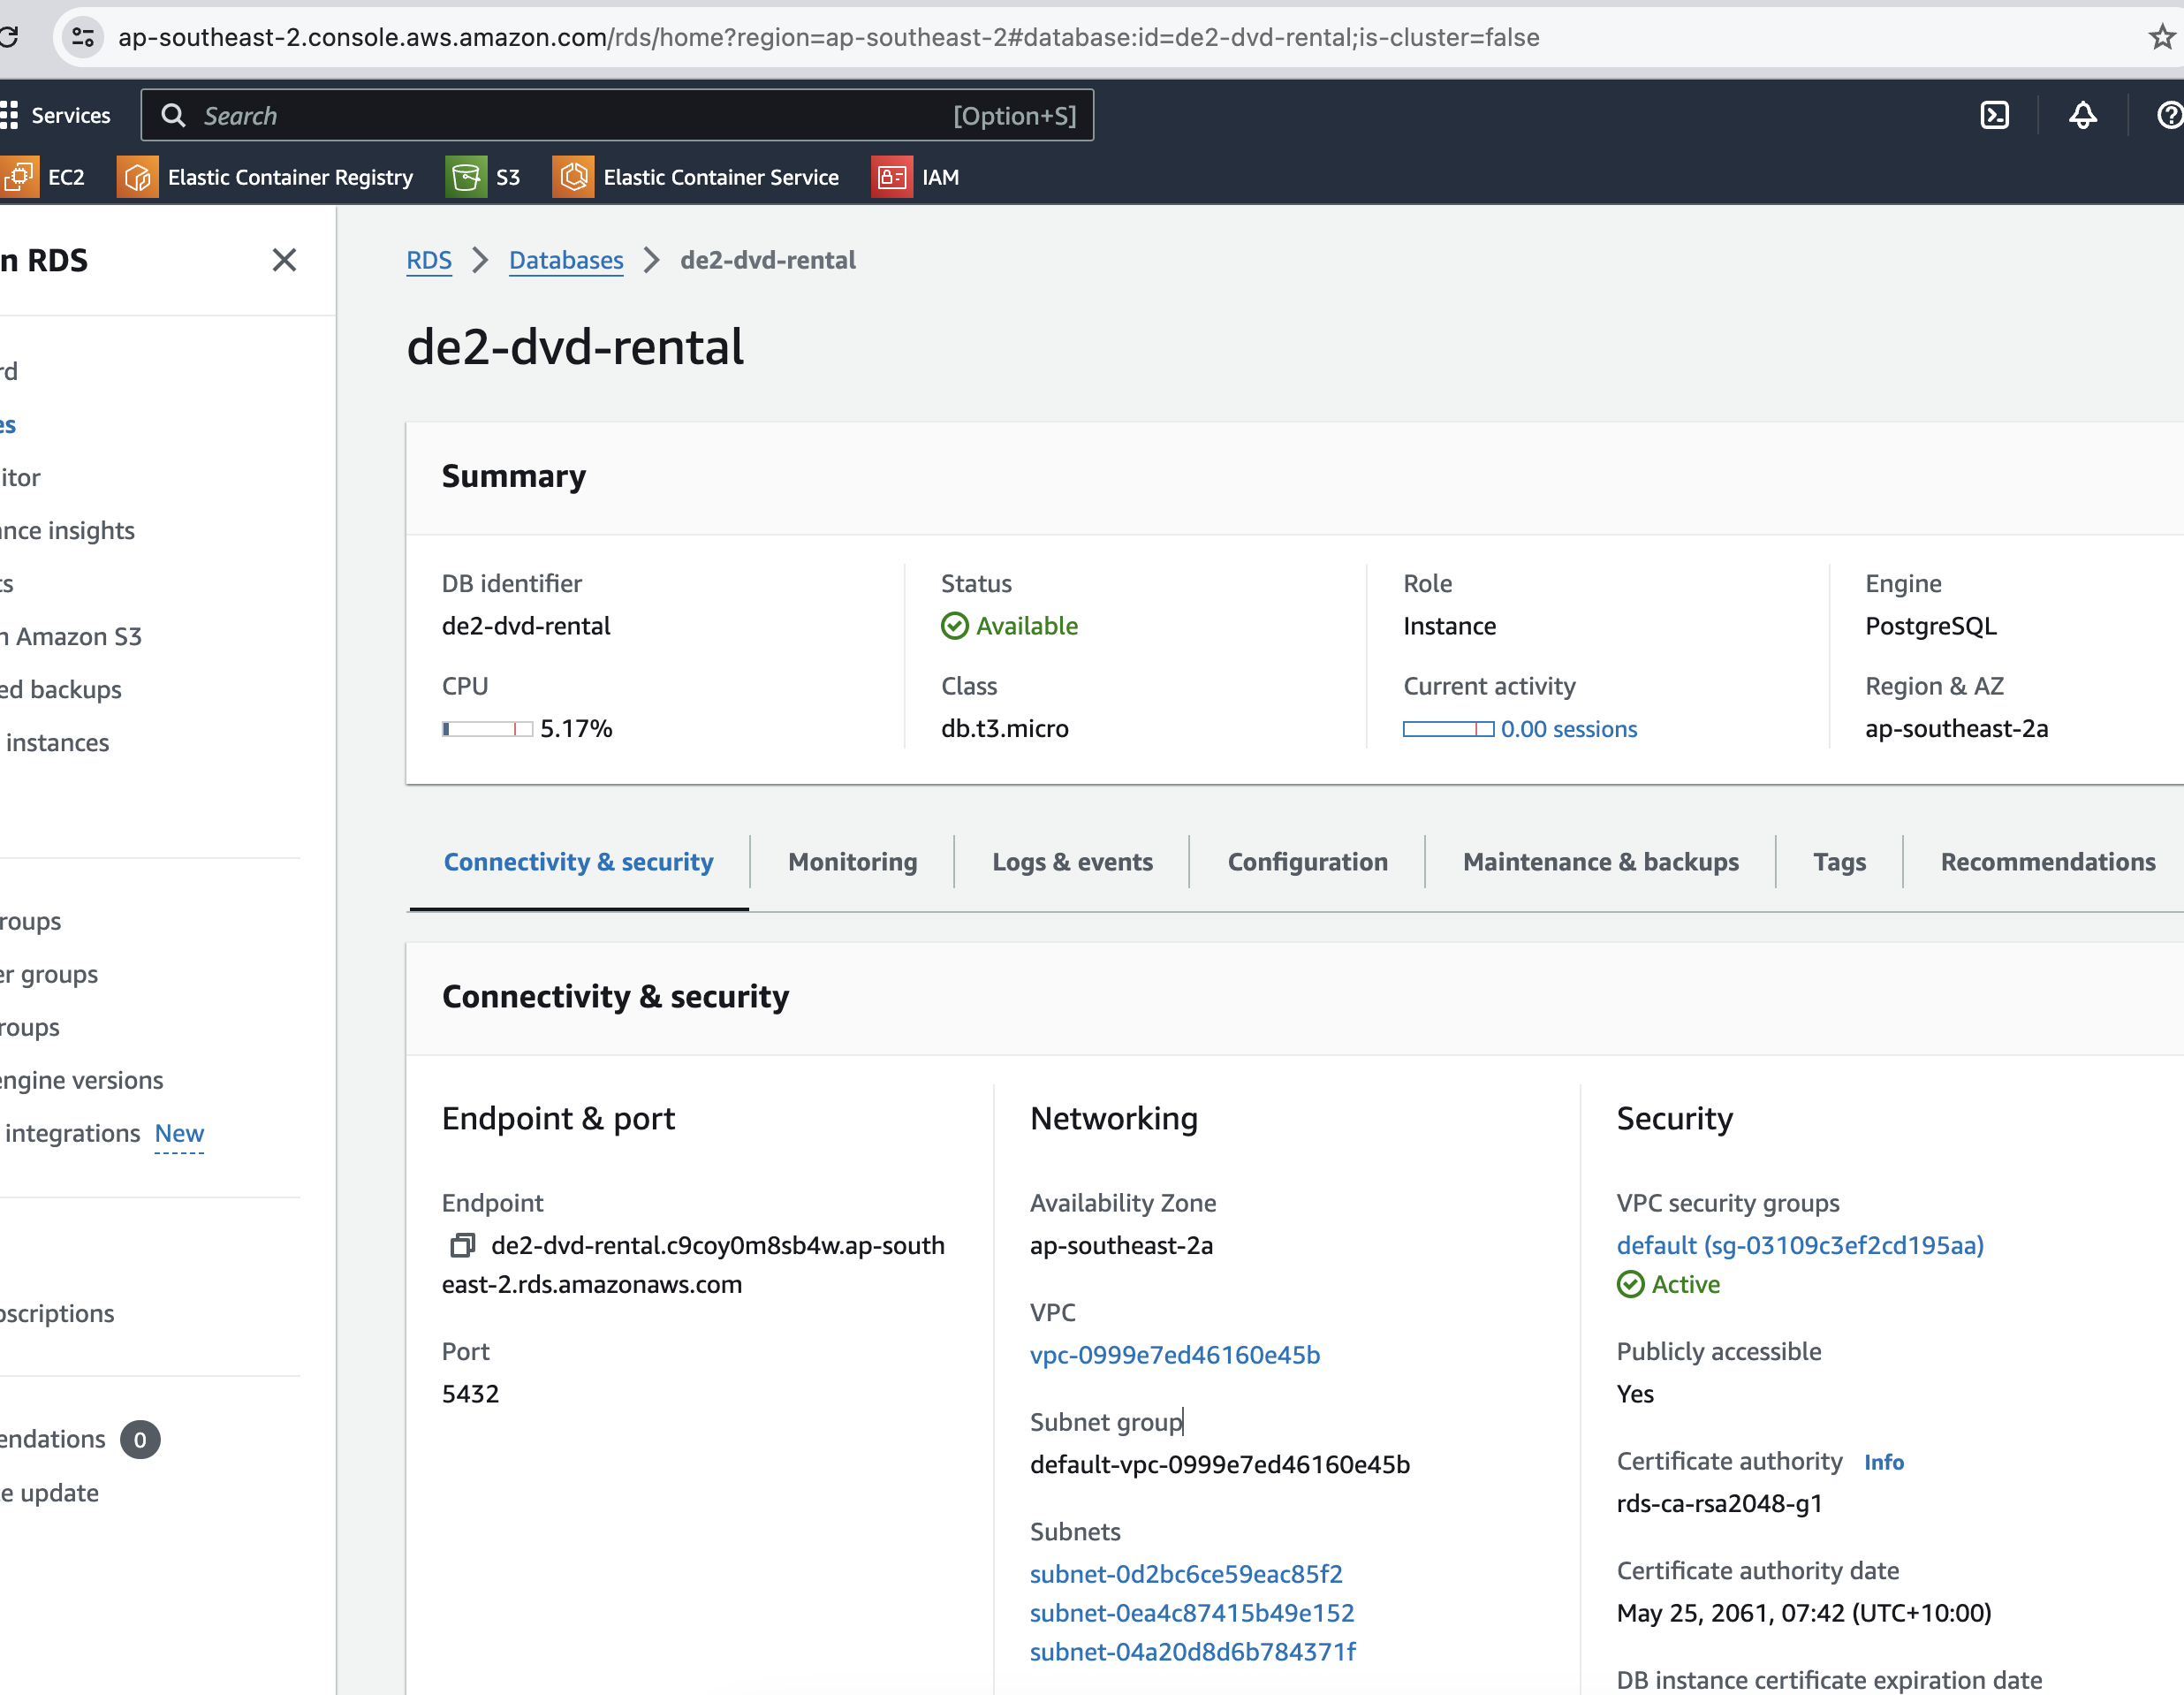 ap-southeast-2.console.aws.amazon.com/rds/home?region=ap-southeast-2#database:id=de2-dvd-rental;is-cluster=false
Services
Search
[Option+S]
EC2
Elastic Container Registry
S3
Elastic Container Service
IAM
n RDS
rd
es
itor
ance insights
ts
n Amazon S3
ed backups
instances
roups
er groups
roups
engine versions
integrations New
bscriptions
endations 0
te update
RDS > Databases > de2-dvd-rental
de2-dvd-rental
Summary
DB identifier
de2-dvd-rental
CPU
5.17%
Status
Available
Class
db.t3.micro
Role
Instance
Current activity
0.00 sessions
Engine
PostgreSQL
Region & AZ
ap-southeast-2a
Connectivity & security
Monitoring
Logs & events
Configuration
Maintenance & backups
Tags
Recommendations
Connectivity & security
Endpoint & port
Endpoint
de2-dvd-rental.c9coy0m8sb4w.ap-south
east-2.rds.amazonaws.com
Port
5432
Networking
Availability Zone
ap-southeast-2a
VPC
vpc-0999e7ed46160e45b
Subnet group
default-vpc-0999e7ed46160e45b
Subnets
subnet-0d2bc6ce59eac85f2
subnet-0ea4c87415b49e152
subnet-04a20d8d6b784371f
Security
VPC security groups
default (sg-03109c3ef2cd195aa)
Active
Publicly accessible
Yes
Certificate authority Info
rds-ca-rsa2048-g1
Certificate authority date
May 25, 2061, 07:42 (UTC+10:00)
DB instance certificate expiration date